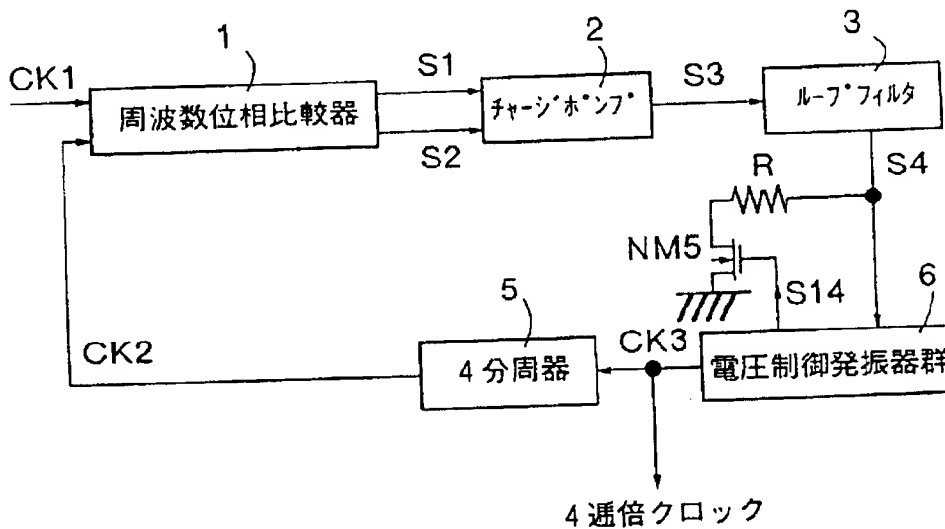 1
2
3
CK1
S1
S3
周波数位相比較器
チャージポンプ
ループフィルタ
S2
S4
R
NM5
S14
6
5
CK3
CK2
4分周器
電圧制御発振器群
4逓倍クロック